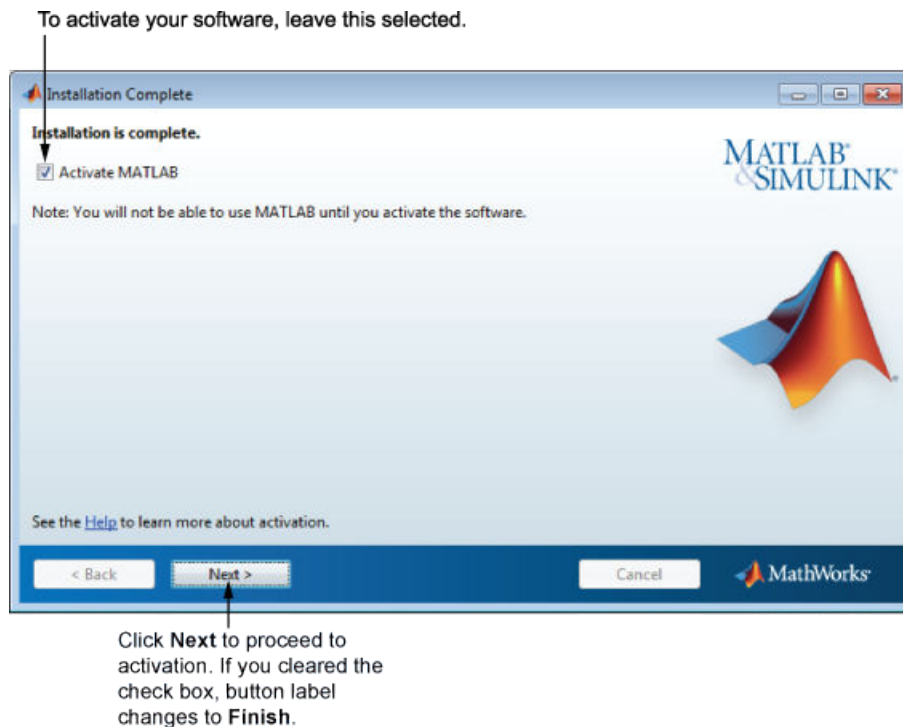 To activate your software, leave this selected.
Installation Complete
Installation is complete.
Activate MATLAB
MATLAB®
&SIMULINK®
Note: You will not be able to use MATLAB until you activate the software.
See the Help to learn more about activation.
< Back
Next >
Cancel
MathWorks®
Click Next to proceed to
activation. If you cleared the
check box, button label
changes to Finish.